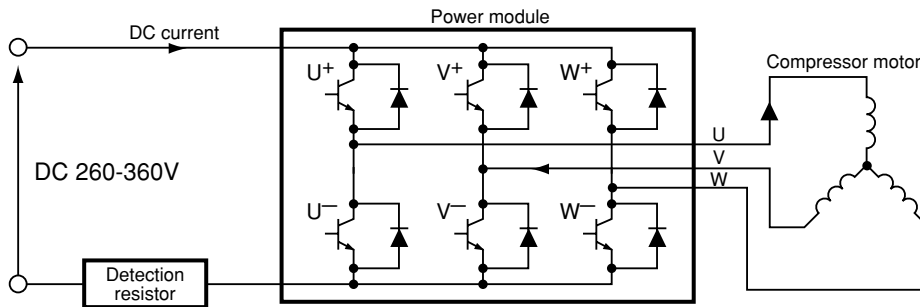 Power module
DC current
U+
V+
W+
Compressor motor
U
V
W
DC 260-360V
U−
V−
W−
Detection
resistor